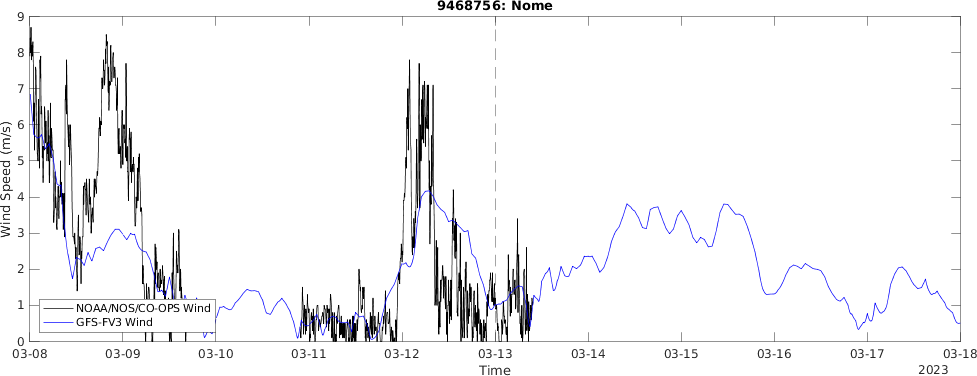 9468756: Nome
9
8
7
6
5
4
3
2
1
0
Wind Speed (m/s)
NOAA/NOS/CO-OPS Wind
GFS-FV3 Wind
03-08 03-09 03-10 03-11 03-12 03-13 03-14 03-15 03-16 03-17 03-18
Time
2023